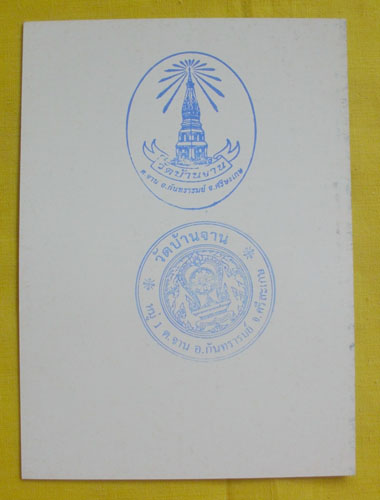 วัดบ้านจาน
ต.จาน อ.กันทรารมย์ จ.ศรีษะเกษ
วัดบ้านจาน
หมู่ 1 ต.จาน อ.กันทรารมย์ จ.ศรีสะเกษ